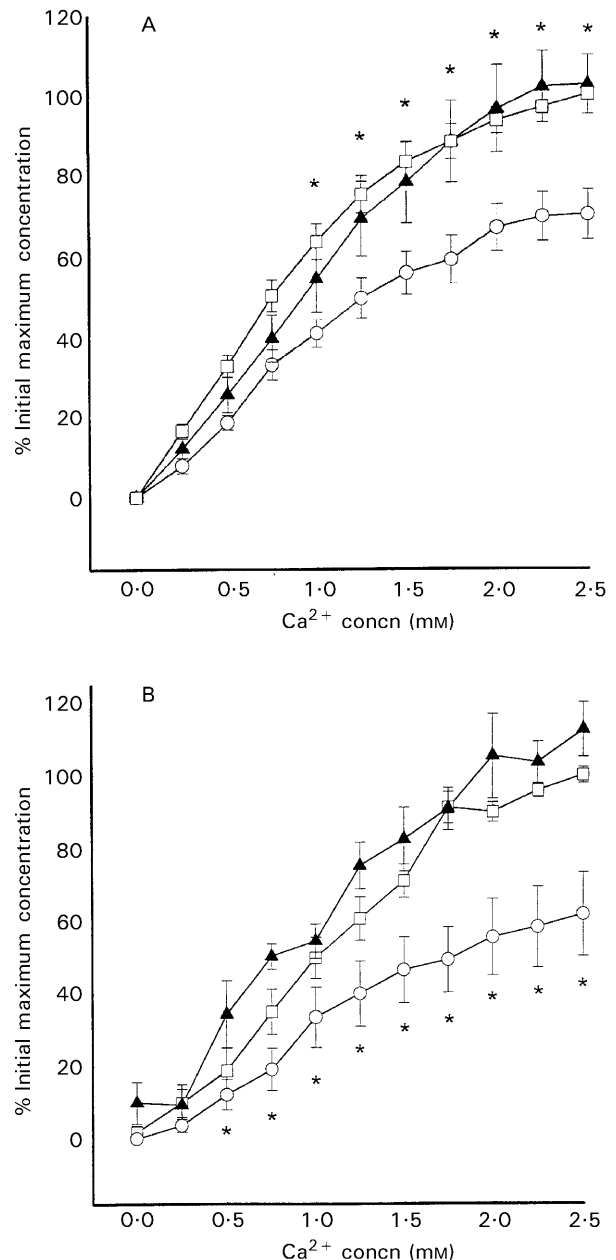 A
120
100
80
60
40
20
0
% Initial maximum concentration
* * * * * * *
0·0 0·5 1·0 1·5 2·0 2·5
Ca2+ concn (mM)
B
120
100
80
60
40
20
0
% Initial maximum concentration
* * * * * * * * *
0·0 0·5 1·0 1·5 2·0 2·5
Ca2+ concn (mM)